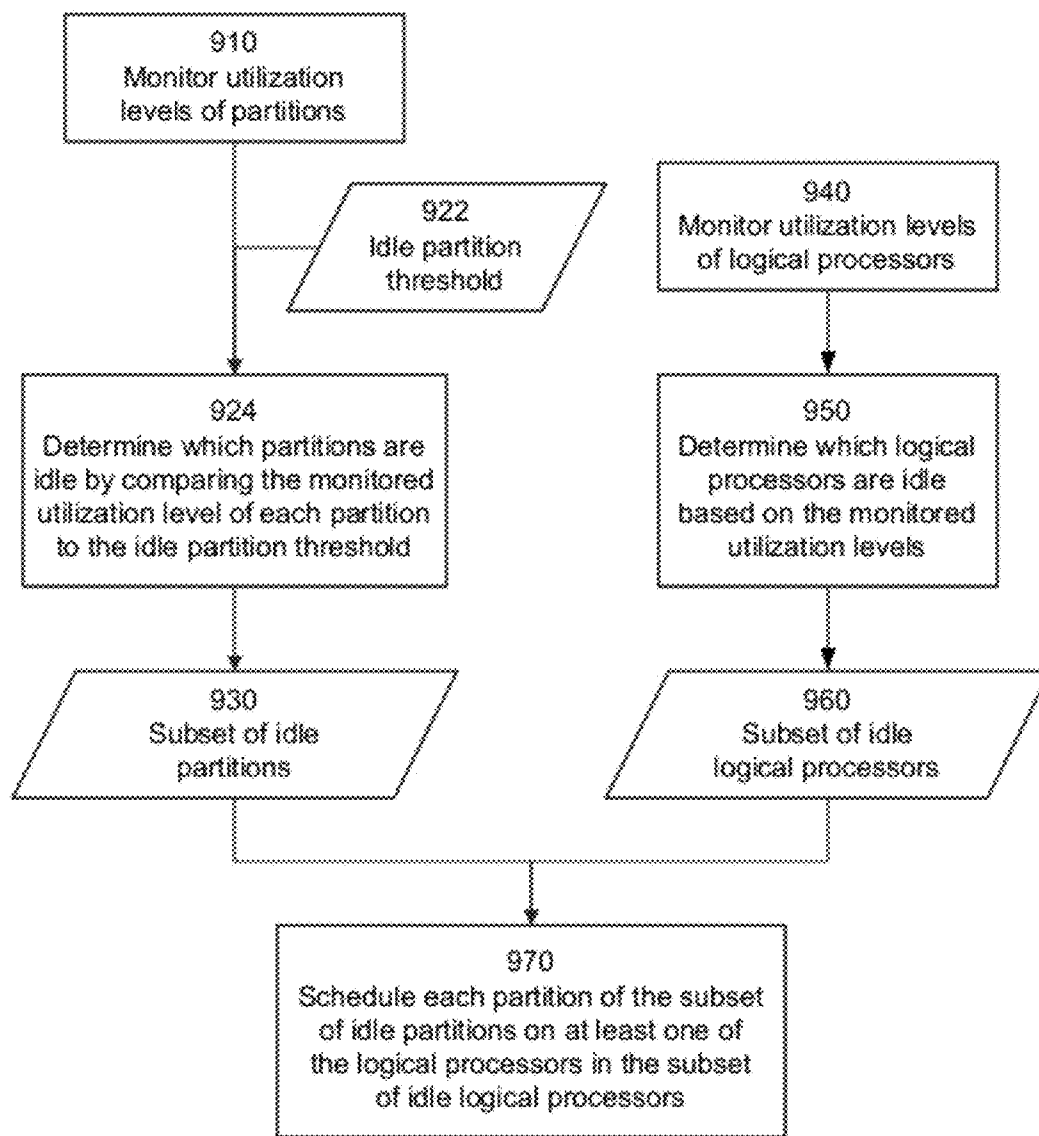 910
Monitor utilization
levels of partitions
922
Idle partition
threshold
940
Monitor utilization levels
of logical processors
924
Determine which partitions are
idle by comparing the monitored
utilization level of each partition
to the idle partition threshold
950
Determine which logical
processors are idle
based on the monitored
utilization levels
930
Subset of idle
partitions
960
Subset of idle
logical processors
970
Schedule each partition of the subset
of idle partitions on at least one of
the logical processors in the subset
of idle logical processors